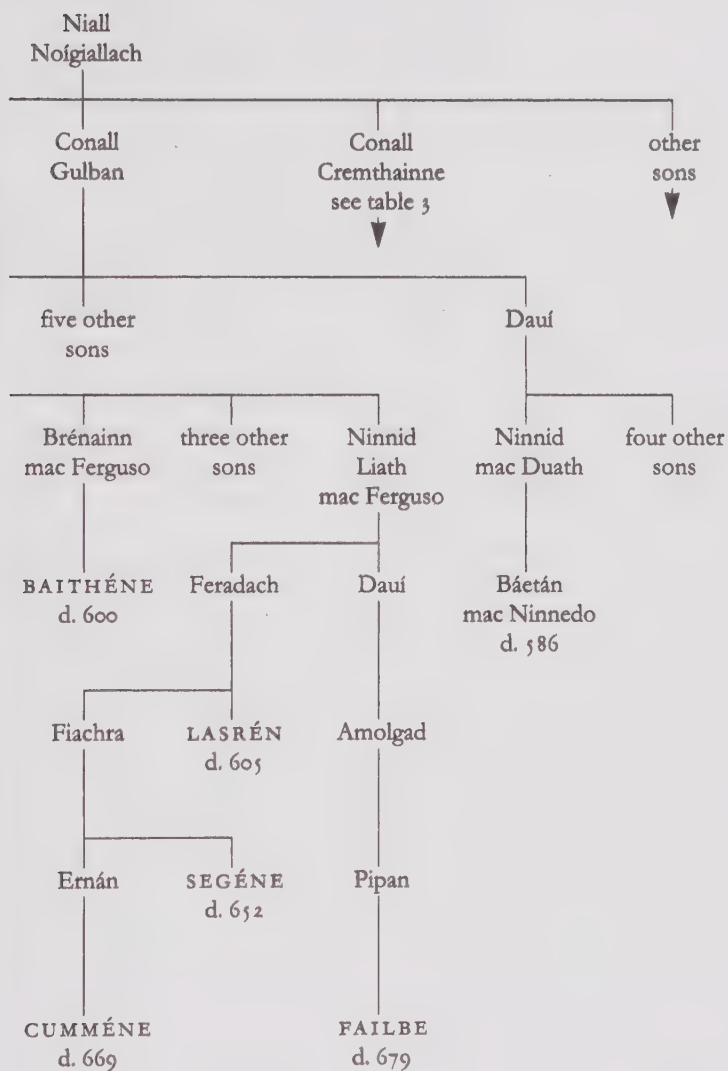 Niall
Noígiallach
Conall
Gulban
Conall
Cremthainne
see table 3
other
sons
five other
sons
Dauí
Brénainn
mac Ferguso
three other
sons
Ninnid
Liath
mac Ferguso
Ninnid
mac Duath
four other
sons
BAITHÉNE
d. 600
Feradach
Dauí
Báetán
mac Ninnedo
d. 586
Fiachra
LASRÉN
d. 605
Amolgad
Ernán
SEGÉNE
d. 652
Pipan
CUMMÉNE
d. 669
FAILBE
d. 679